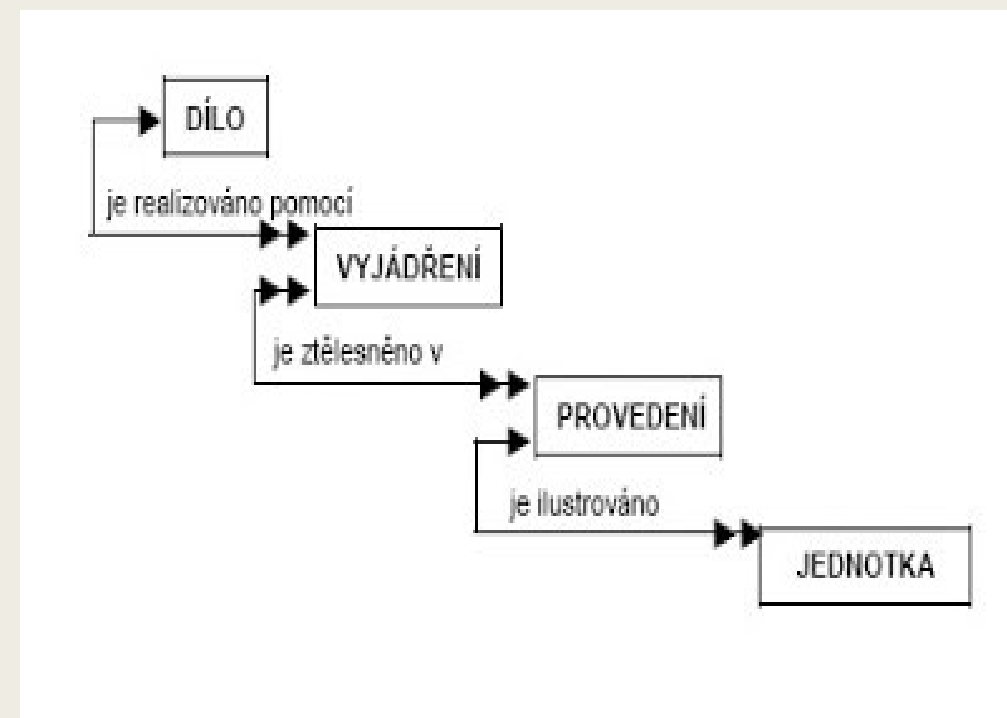 DÍLO
je realizováno pomocí
VYJÁDŘENÍ
je ztělesněno v
PROVEDENÍ
je ilustrováno
JEDNOTKA